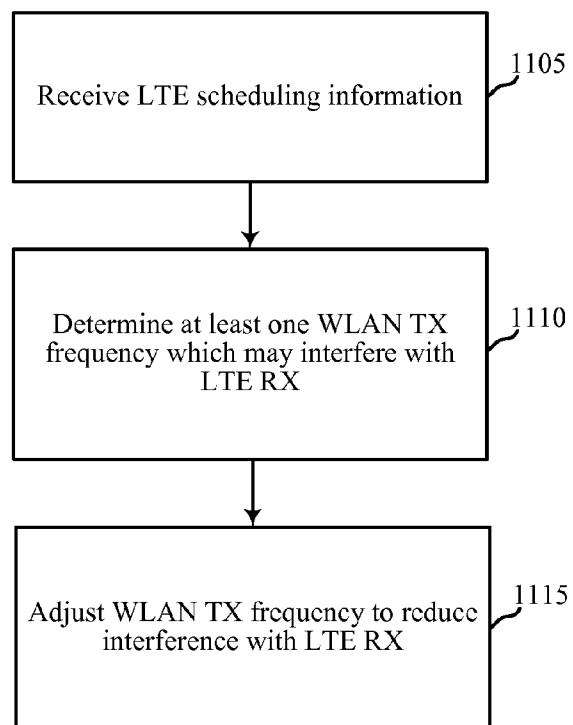 1105
Receive LTE scheduling information
1110
Determine at least one WLAN TX
frequency which may interfere with
LTE RX
1115
Adjust WLAN TX frequency to reduce
interference with LTE RX